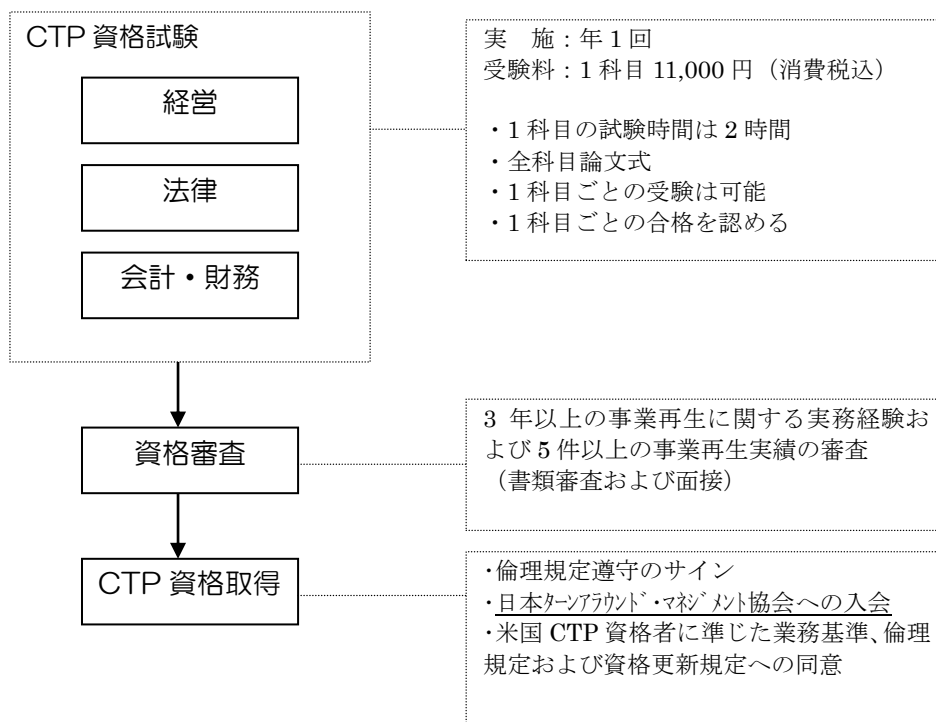 CTP 資格試験
経営
法律
会計・財務
実　施：年 1 回
受験料：1 科目 11,000 円（消費税込）
・1 科目の試験時間は 2 時間
・全科目論文式
・1 科目ごとの受験は可能
・1 科目ごとの合格を認める
資格審査
3 年以上の事業再生に関する実務経験お
よび 5 件以上の事業再生実績の審査
（書類審査および面接）
CTP 資格取得
・倫理規定遵守のサイン
・日本ﾀｰﾝｱﾗｳﾝﾄﾞ・ﾏﾈｼﾞﾒﾝﾄ協会への入会
・米国 CTP 資格者に準じた業務基準、倫理
規定および資格更新規定への同意